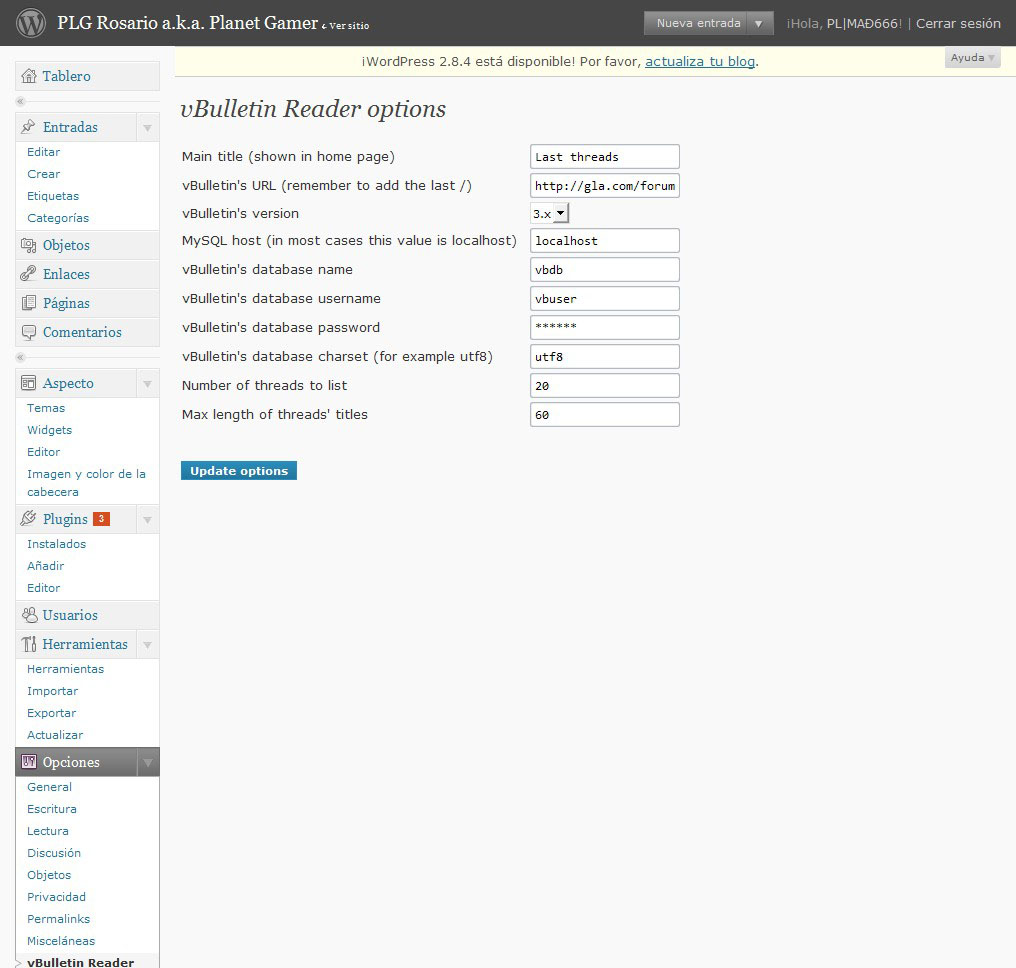 PLG Rosario a.k.a. Planet Gamer ← Ver sitio
Nueva entrada ▼
¡Hola, PL|MAÐ666! | Cerrar sesión
¡WordPress 2.8.4 está disponible! Por favor, actualiza tu blog.
Ayuda ▼
Tablero
Entradas
Editar
Crear
Etiquetas
Categorías
Objetos
Enlaces
Páginas
Comentarios
Aspecto
Temas
Widgets
Editor
Imagen y color de la
cabecera
Plugins 3
Instalados
Añadir
Editor
Usuarios
Herramientas
Herramientas
Importar
Exportar
Actualizar
Opciones
General
Escritura
Lectura
Discusión
Objetos
Privacidad
Permalinks
Misceláneas
vBulletin Reader
vBulletin Reader options
Main title (shown in home page) Last threads
vBulletin's URL (remember to add the last /) http://gla.com/forum
vBulletin's version 3.x
MySQL host (in most cases this value is localhost) localhost
vBulletin's database name vbdb
vBulletin's database username vbuser
vBulletin's database password ******
vBulletin's database charset (for example utf8) utf8
Number of threads to list 20
Max length of threads' titles 60
Update options